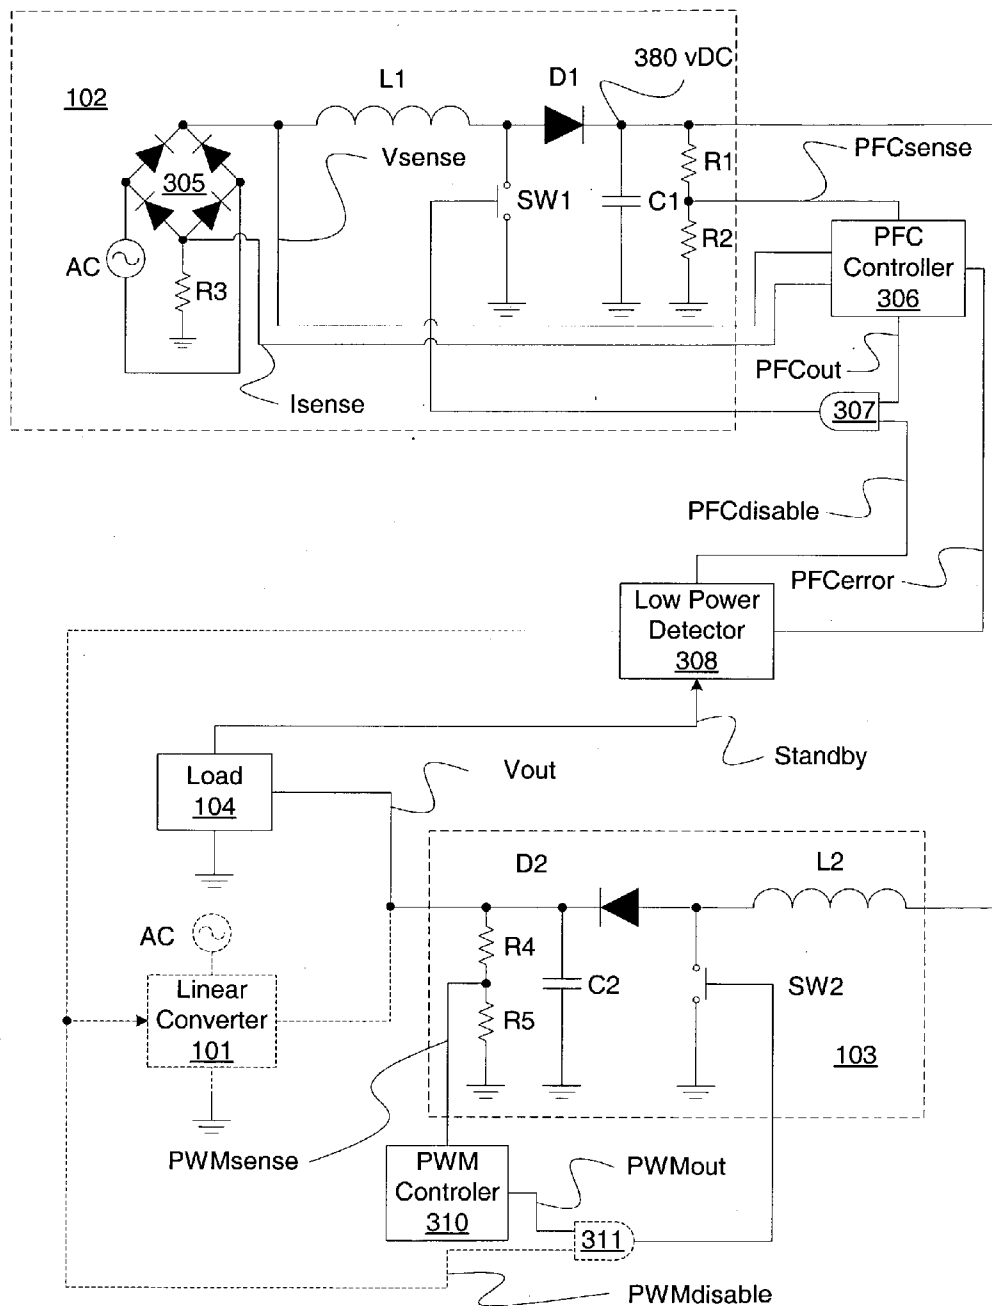 380 vDC
L1
D1
102
Vsense
R1
PFCsense
305
SW1
C1
R2
PFC
Controller
306
AC
R3
PFCout
Isense
307
PFCdisable
PFCerror
Low Power
Detector
308
Standby
Vout
Load
104
D2
L2
AC
R4
Linear
Converter
101
C2
SW2
R5
103
PWMsense
PWM
Controler
310
PWMout
311
PWMdisable